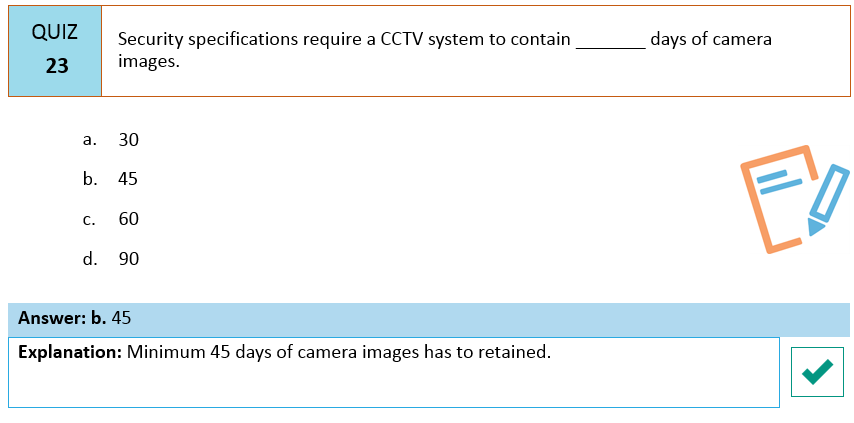 QUIZ
23
Security specifications require a CCTV system to contain _______ days of camera
images.
a. 30
b. 45
c. 60
d. 90
Answer: b. 45
Explanation: Minimum 45 days of camera images has to retained.